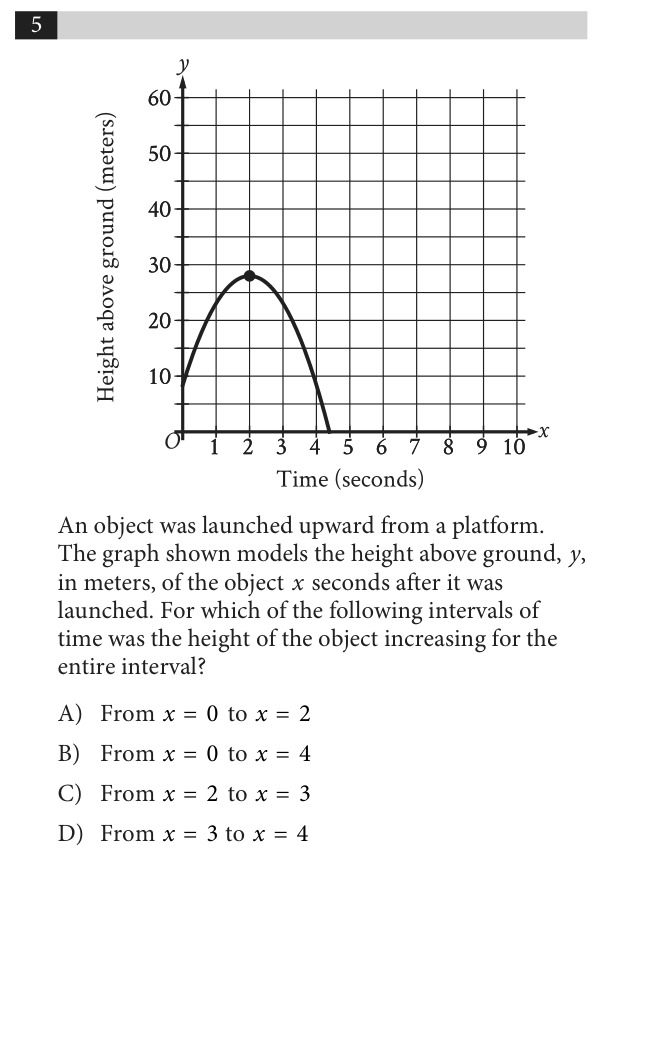 5
y
60
50
40
30
20
10
Height above ground (meters)
O
1 2 3 4 5 6 7 8 9 10
x
Time (seconds)
An object was launched upward from a platform.
The graph shown models the height above ground, y,
in meters, of the object x seconds after it was
launched. For which of the following intervals of
time was the height of the object increasing for the
entire interval?
A) From x = 0 to x = 2
B) From x = 0 to x = 4
C) From x = 2 to x = 3
D) From x = 3 to x = 4